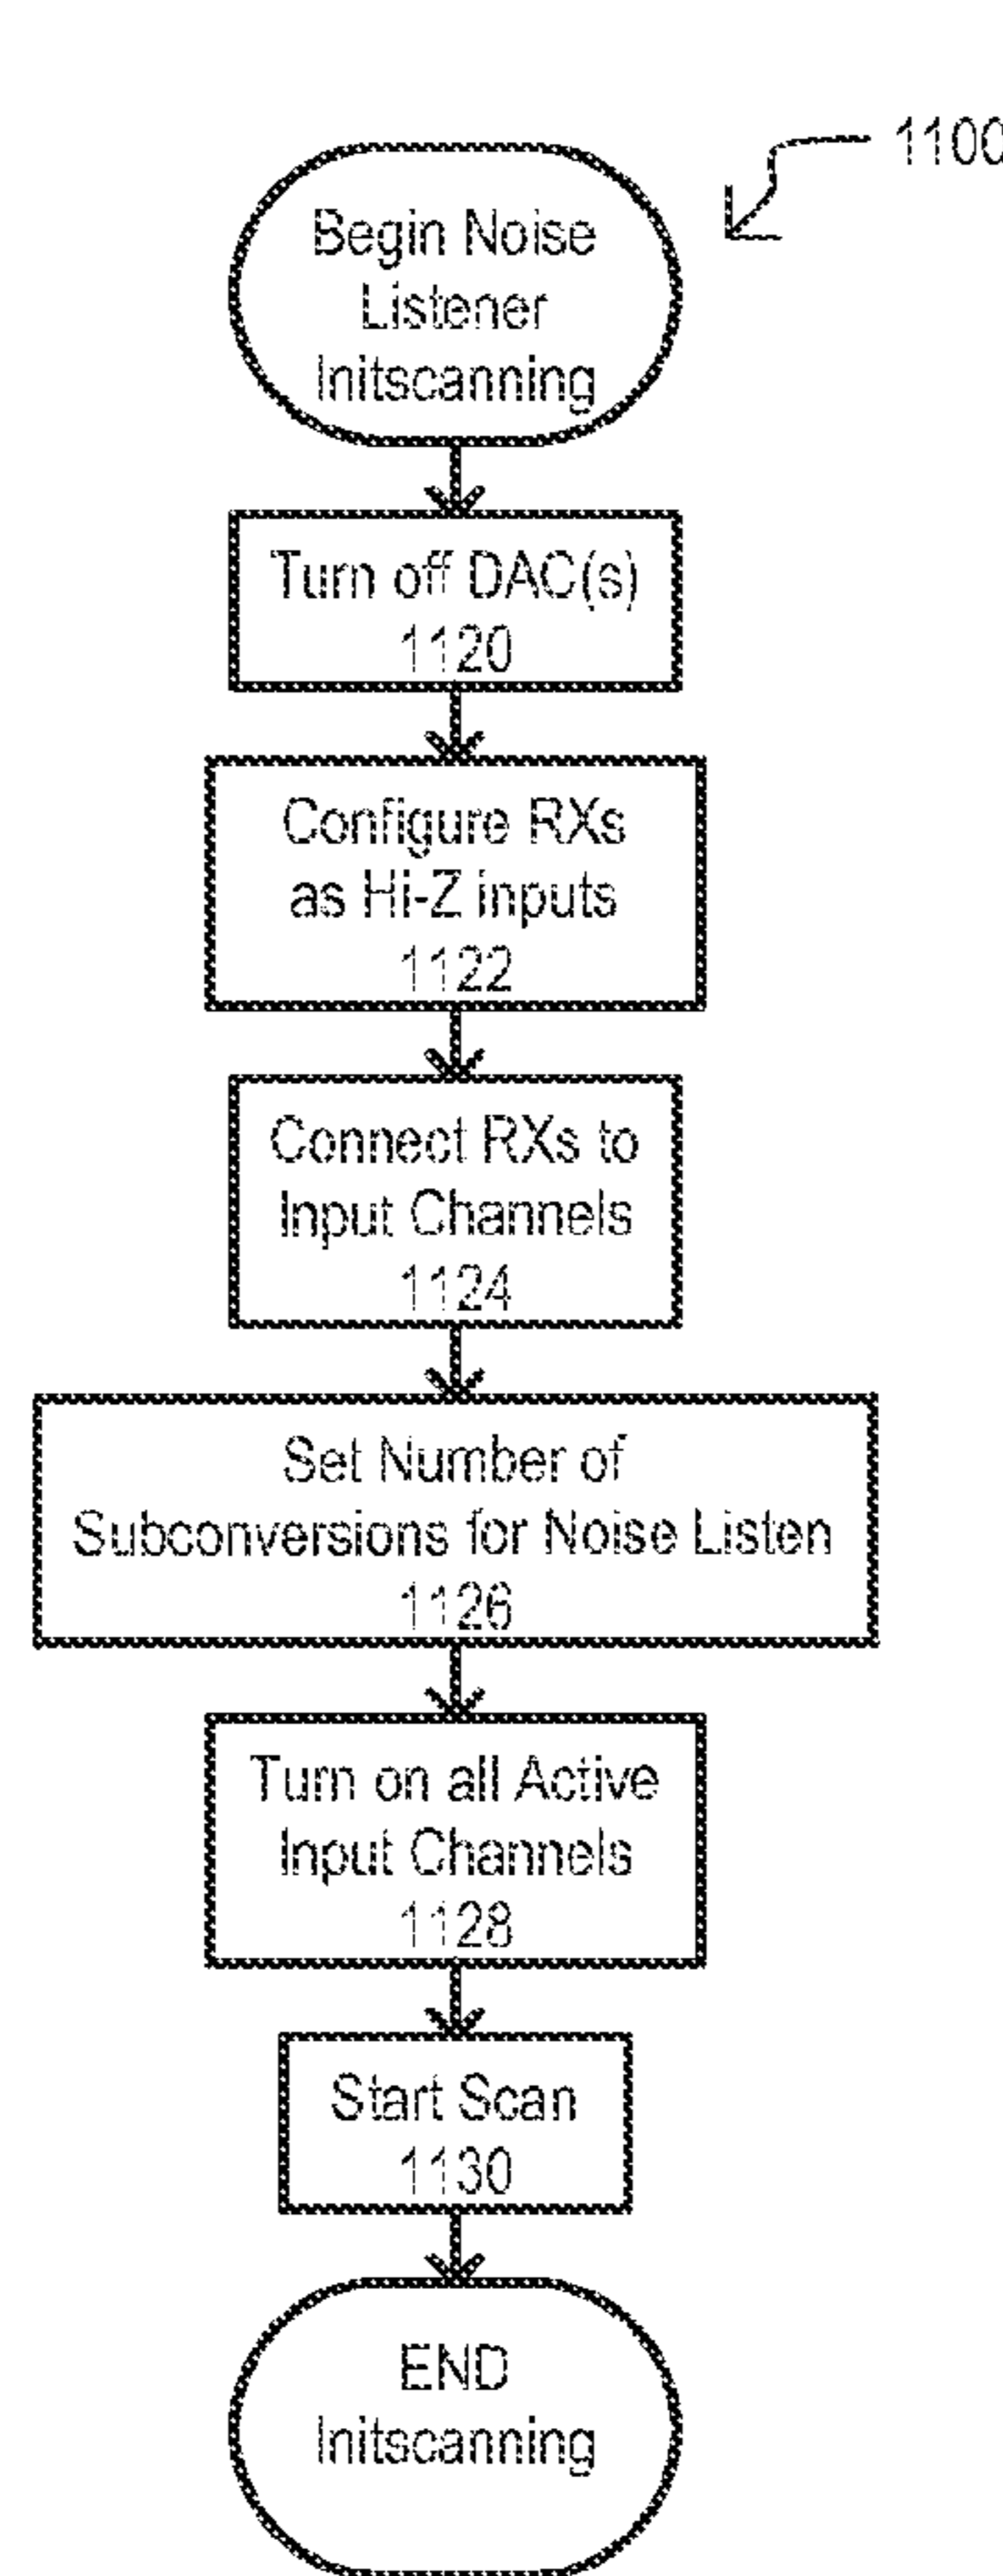 1100
Begin Noise
Listener
Initscanning
Turn off DAC(s)
1120
Configure RXs
as Hi-Z inputs
1122
Connect RXs to
Input Channels
1124
Set Number of
Subconversions for Noise Listen
1126
Turn on all Active
Input Channels
1128
Start Scan
1130
END
Initscanning